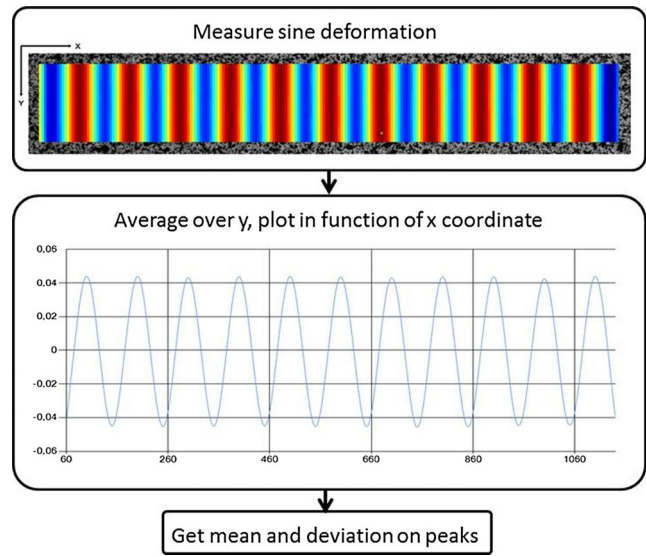 Measure sine deformation
X
Y
Average over y, plot in function of x coordinate
0,06
0,04
0,02
0
-0,02
-0,04
-0,06
60 260 460 660 860 1060
Get mean and deviation on peaks